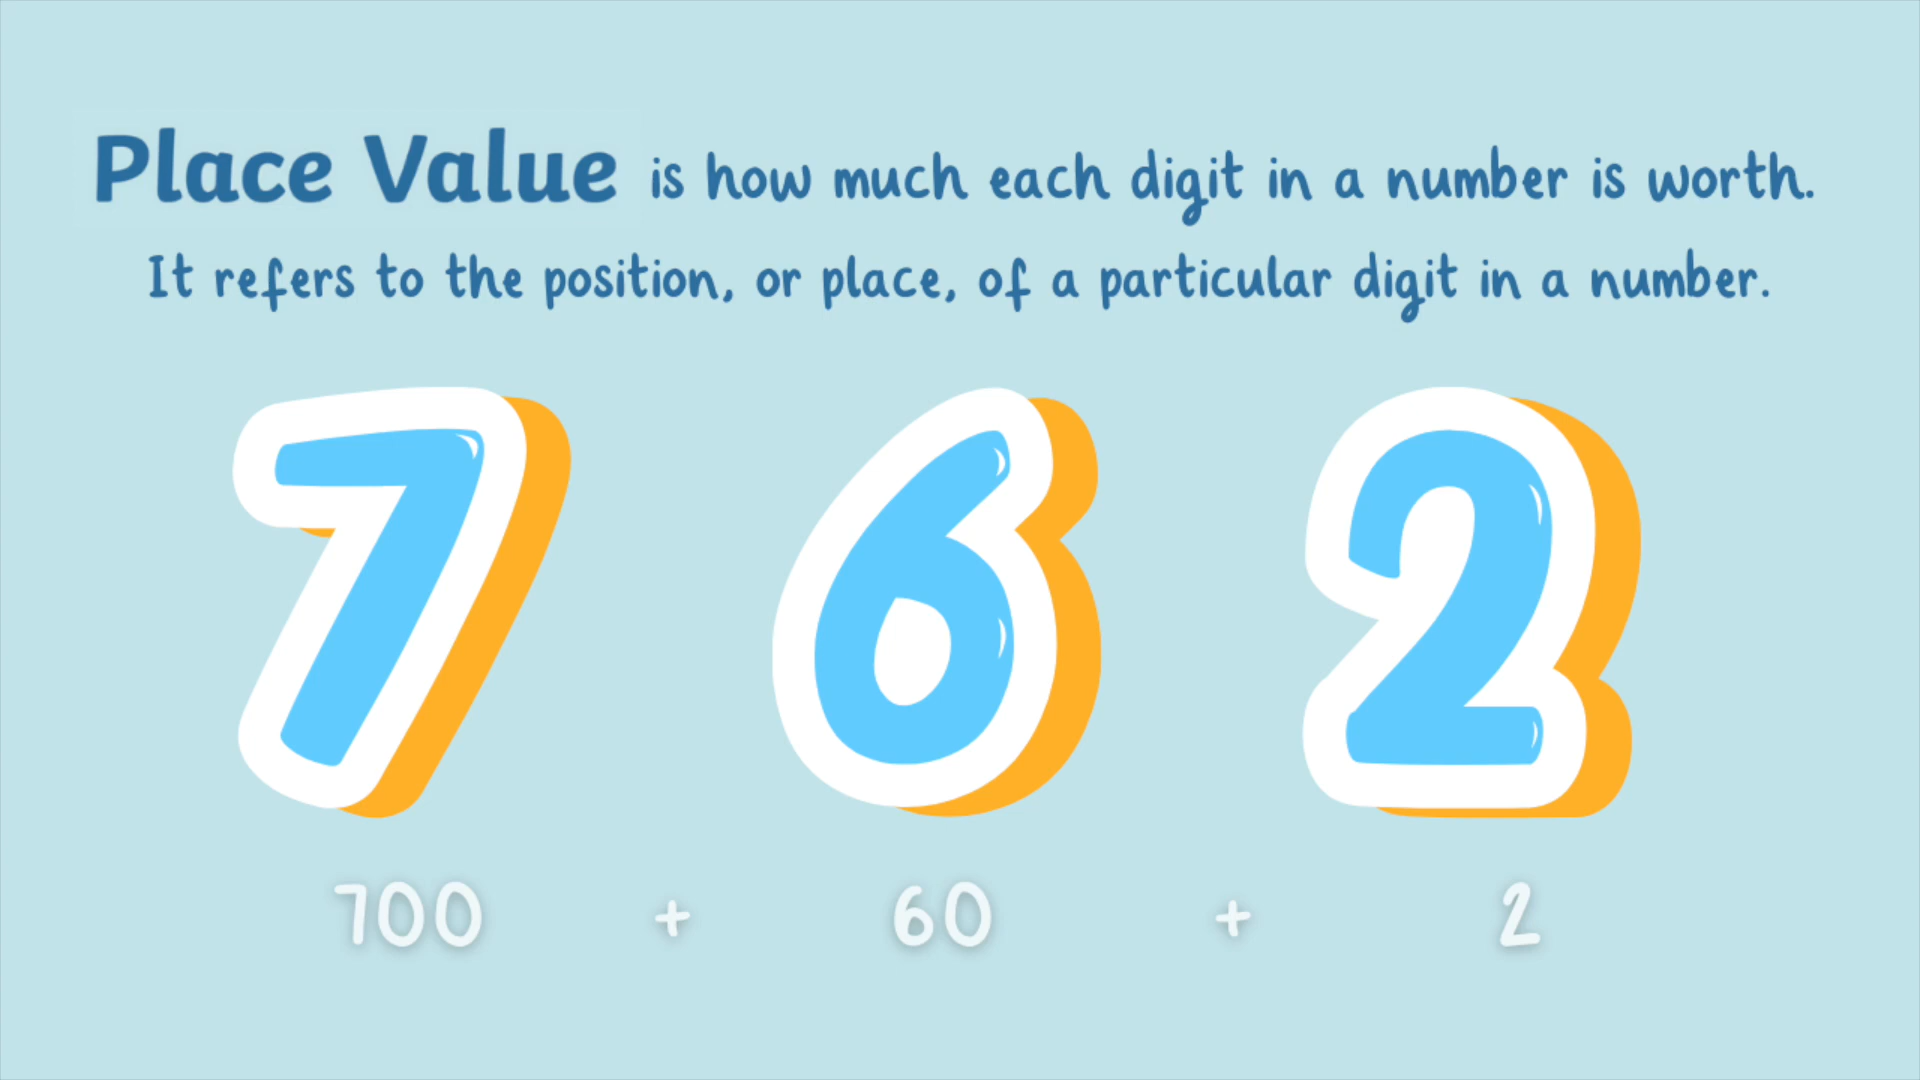 Place Value is how much each digit in a number is worth.
It refers to the position, or place, of a particular digit in a number.
7 6 2
700 + 60 + 2